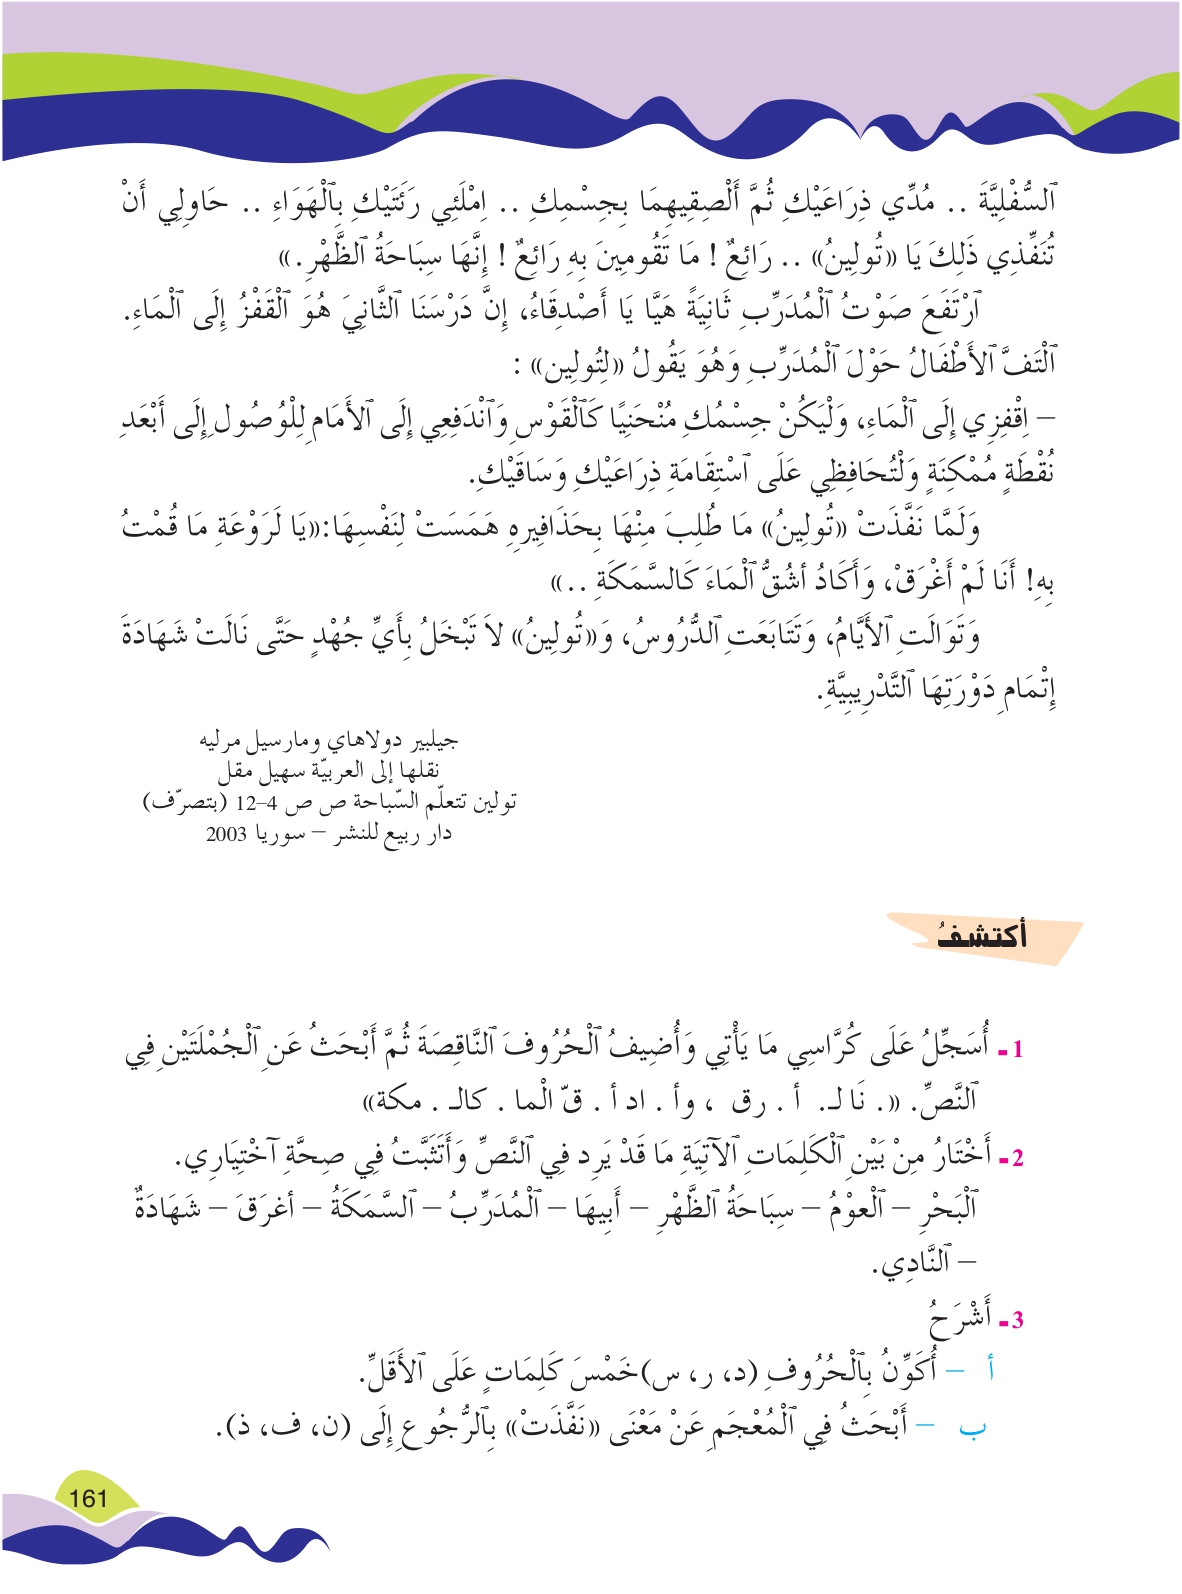 ٱلسُّفْلِيَّةَ .. مُدِّي ذِرَاعَيْكِ ثُمَّ أَلْصِقِيهِمَا بِجِسْمِكِ .. اِمْلَئِي رَئَتَيْكِ بِٱلْهَوَاءِ .. حَاوِلِي أَنْ
تُنَفِّذِي ذَلِكَ يَا «تُولِينُ» .. رَائِعٌ ! مَا تَقُومِينَ بِهِ رَائِعٌ ! إِنَّهَا سِبَاحَةُ ٱلظَّهْرِ .»
ٱرْتَفَعَ صَوْتُ ٱلْمُدَرِّبِ ثَانِيَةً هَيَّا يَا أَصْدِقَاءُ، إِنَّ دَرْسَنَا ٱلثَّانِيَ هُوَ ٱلْقَفْزُ إِلَى ٱلْمَاءِ.
ٱلْتَفَّ ٱلأَطْفَالُ حَوْلَ ٱلْمُدَرِّبِ وَهُوَ يَقُولُ «لِتُولِين» :
– اِقْفِزِي إِلَى ٱلْمَاءِ، وَلْيَكُنْ جِسْمُكِ مُنْحَنِيًا كَٱلْقَوْسِ وَٱنْدَفِعِي إِلَى ٱلأَمَامِ لِلْوُصُولِ إِلَى أَبْعَدِ
نُقْطَةٍ مُمْكِنَةٍ وَلْتُحَافِظِي عَلَى ٱسْتِقَامَةِ ذِرَاعَيْكِ وَسَاقَيْكِ.
وَلَمَّا نَفَّذَتْ «تُولِينُ» مَا طُلِبَ مِنْهَا بِحَذَافِيرِهِ هَمَسَتْ لِنَفْسِهَا:«يَا لَرَوْعَةِ مَا قُمْتُ
بِهِ! أَنَا لَمْ أَغْرَقْ، وَأَكَادُ أشُقُّ ٱلْمَاءَ كَالسَّمَكَةِ ..»
وَتَوَالَتِ ٱلأَيَّامُ، وَتَتَابَعَتِ ٱلدُّرُوسُ، وَ«تُولِينُ» لاَ تَبْخَلُ بِأَيِّ جُهْدٍ حَتَّى نَالَتْ شَهَادَةَ
إِتْمَامِ دَوْرَتِهَا ٱلتَّدْرِيبِيَّةِ.
جيلبير دولاهاي ومارسيل مرليه
نقلها إلى العربيّة سهيل مقل
تولين تتعلّم السّباحة ص ص 4–12 (بتصرّف)
دار ربيع للنشر – سوريا 2003
أكتشفُ
1- أُسَجِّلُ عَلَى كُرَّاسِي مَا يَأْتِي وَأُضِيفُ ٱلْحُرُوفَ ٱلنَّاقِصَةَ ثُمَّ أَبْحَثُ عَنِ ٱلْجُمْلَتَيْنِ فِي
ٱلنَّصِّ. «. نَا لـ. أ . رق ، وأ . اد أ . قّ الْما . كالـ . مكة»
2- أَخْتَارُ مِنْ بَيْنِ ٱلْكَلِمَاتِ ٱلآتِيَةِ مَا قَدْ يَرِد فِي ٱلنَّصِّ وَأَتَثَبَّتُ فِي صِحَّةِ ٱخْتِيَارِي.
ٱلْبَحْرِ – ٱلْعوْمُ – سِبَاحَةُ ٱلظَّهْرِ – أَبِيهَا – ٱلْمُدَرِّبُ – ٱلسَّمَكَةُ – أغرَقَ – شَهَادَةٌ
– ٱلنَّادِي.
3- أَشْرَحُ
أ – أُكَوِّنُ بِٱلْحُرُوفِ (د، ر، س)خَمْسَ كَلِمَاتٍ عَلَى ٱلأَقَلِّ.
ب – أَبْحَثُ فِي ٱلْمُعْجَمِ عَنْ مَعْنَى «نَفَّذَتْ» بِٱلرُّجُوعِ إِلَى (ن، ف، ذ).
161